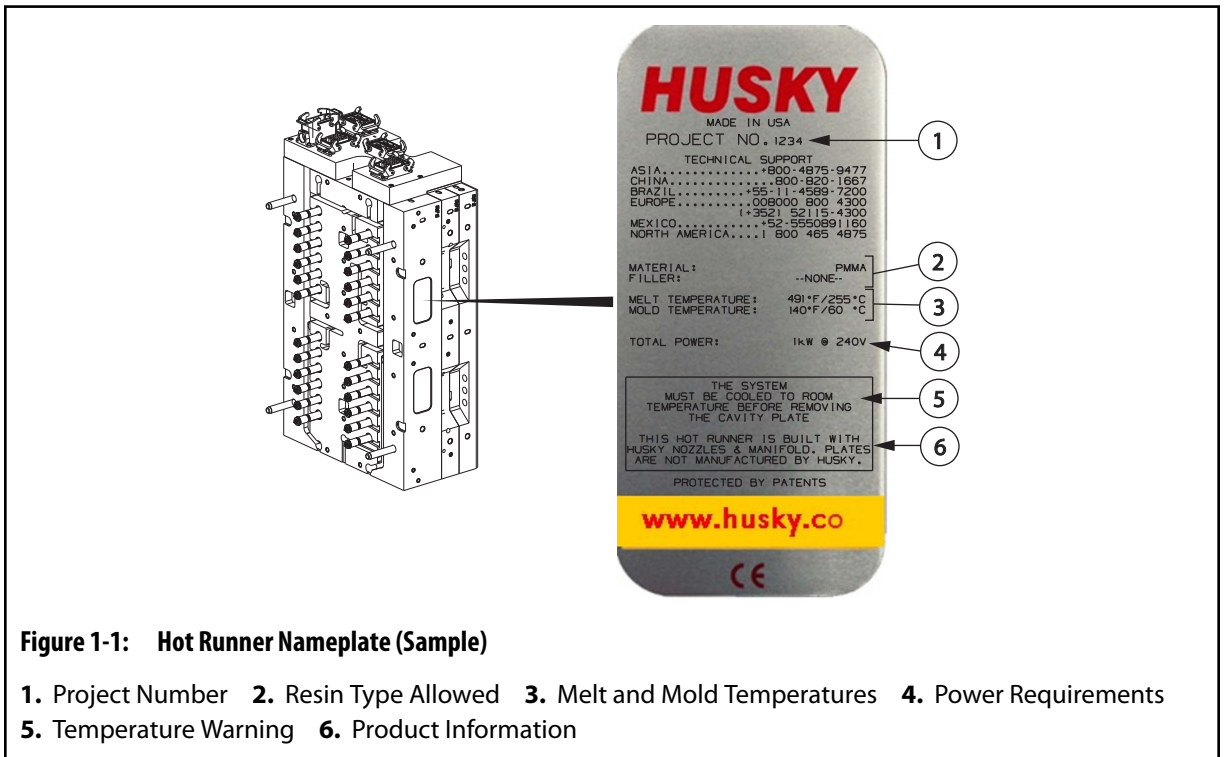 HUSKY
MADE IN USA
PROJECT NO. 1234
TECHNICAL SUPPORT
ASIA..............+800-4875-9477
CHINA...............800-820-1667
BRAZIL..........+55-11-4589-7200
EUROPE..........008000 800 4300
(+352) 52115-4300
MEXICO...........+52-5550891160
NORTH AMERICA....1 800 465 4875
MATERIAL: PMMA
FILLER: --NONE--
MELT TEMPERATURE: 491°F/255°C
MOLD TEMPERATURE: 140°F/60 °C
TOTAL POWER: 1kW @ 240V
THE SYSTEM
MUST BE COOLED TO ROOM
TEMPERATURE BEFORE REMOVING
THE CAVITY PLATE
THIS HOT RUNNER IS BUILT WITH
HUSKY NOZZLES & MANIFOLD. PLATES
ARE NOT MANUFACTURED BY HUSKY.
PROTECTED BY PATENTS
www.husky.co
CE
1
2
3
4
5
6
Figure 1-1: Hot Runner Nameplate (Sample)
1. Project Number 2. Resin Type Allowed 3. Melt and Mold Temperatures 4. Power Requirements
5. Temperature Warning 6. Product Information